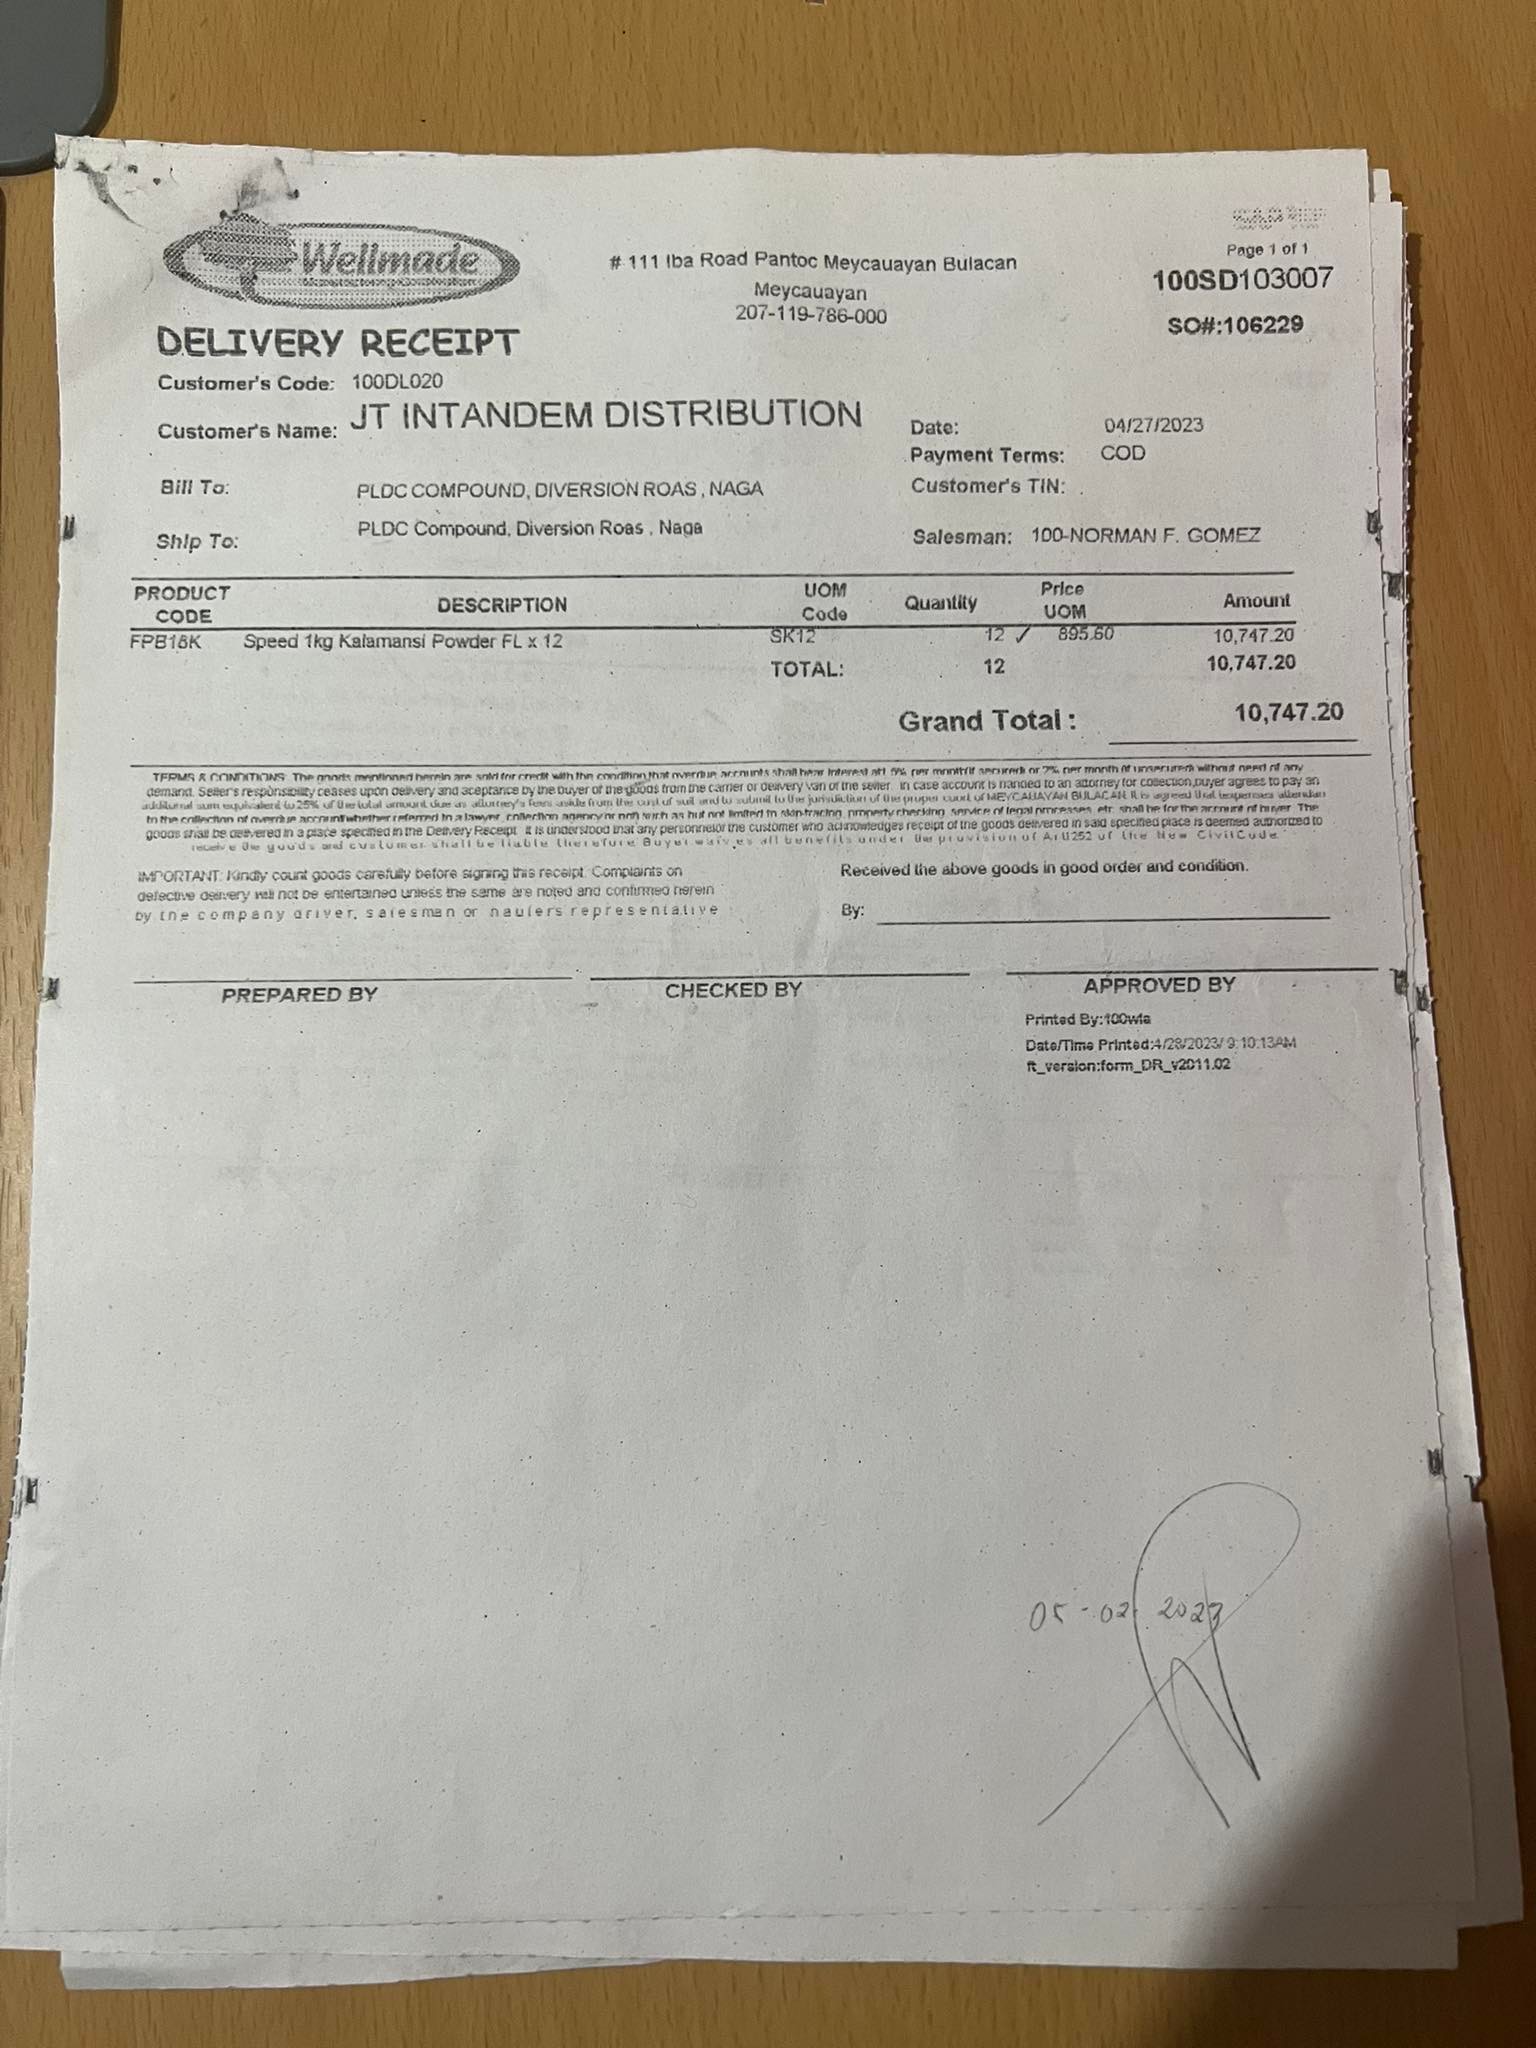 Wellmade
# 111 Iba Road Pantoc Meycauayan Bulacan
Meycauayan
207-119-786-000
Page 1 of 1
100SD103007
SO#:106229
DELIVERY RECEIPT
Customer's Code: 100DL020
Customer's Name: JT INTANDEM DISTRIBUTION
Date: 04/27/2023
Payment Terms: COD
Bill To: PLDC COMPOUND, DIVERSION ROAS , NAGA
Customer's TIN: .
Ship To: PLDC Compound, Diversion Roas , Naga
Salesman: 100-NORMAN F. GOMEZ
PRODUCT CODE DESCRIPTION UOM Code Quantity Price UOM Amount
FPB18K Speed 1kg Kalamansi Powder FL x 12 SK12 12 ✓ 895.60 10,747.20
TOTAL: 12 10,747.20
Grand Total : 10,747.20
TERMS & CONDITIONS: The goods mentioned herein are sold for credit with the condition that overdue accounts shall bear interest at1.5% per month(if secured) or 2% per month (if unsecured) without need of any
demand. Seller's responsibility ceases upon delivery and aceptance by the buyer of the goods from the carrier or delivery van of the seller. In case account is handed to an attorney for collection,buyer agrees to pay an
additional sum equivalent to 25% of the total amount due as attorney's fees aside from the cost of suit and to submit to the jurisdiction of the proper court of MEYCAUAYAN BULACAN. It is agreed that
to the collection of overdue account(whether referred to a lawyer, collection agency or not) such as but not limited to skip-tracing, property checking, service of legal processes, etc. shall be for the account of buyer. The
goods shall be delivered in a place specified in the Delivery Receipt. It is understood that any personnelor the customer who acknowledges receipt of the goods delivered in said specified place is deemed authorized to
receive the goods and customer shall be liable therefore Buyer waives all benefits under the provision of Art1252 of the New CivilCode.
IMPORTANT: Kindly count goods carefully before signing this receipt. Complaints on
defective delivery will not be entertained unless the same are noted and confirmed herein
by the company driver, salesman or haulers representative
Received the above goods in good order and condition.
By:
PREPARED BY CHECKED BY APPROVED BY
Printed By:100wla
Date/Time Printed:4/28/2023/ 9:10:13AM
ft_version:form_DR_v2011.02
05-02 2023